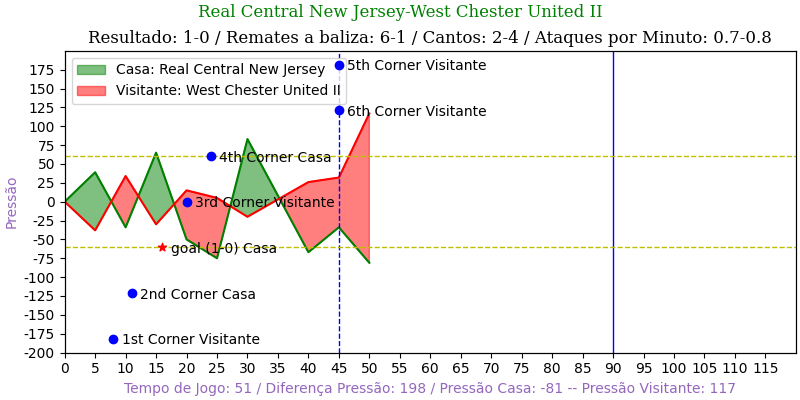 Real Central New Jersey-West Chester United II
Resultado: 1-0 / Remates a baliza: 6-1 / Cantos: 2-4 / Ataques por Minuto: 0.7-0.8
Casa: Real Central New Jersey
Visitante: West Chester United II
5th Corner Visitante
6th Corner Visitante
4th Corner Casa
3rd Corner Visitante
goal (1-0) Casa
2nd Corner Casa
1st Corner Visitante
Pressão
175
150
125
100
75
50
25
0
-25
-50
-75
-100
-125
-150
-175
-200
0 5 10 15 20 25 30 35 40 45 50 55 60 65 70 75 80 85 90 95 100 105 110 115
Tempo de Jogo: 51 / Diferença Pressão: 198 / Pressão Casa: -81 -- Pressão Visitante: 117